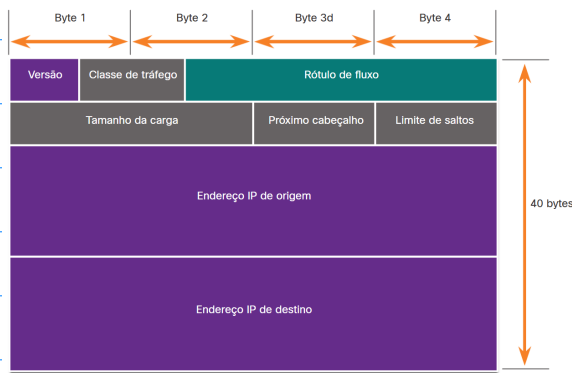 Byte 1 Byte 2 Byte 3d Byte 4
Versão Classe de tráfego Rótulo de fluxo
Tamanho da carga Próximo cabeçalho Limite de saltos
Endereço IP de origem
40 bytes
Endereço IP de destino